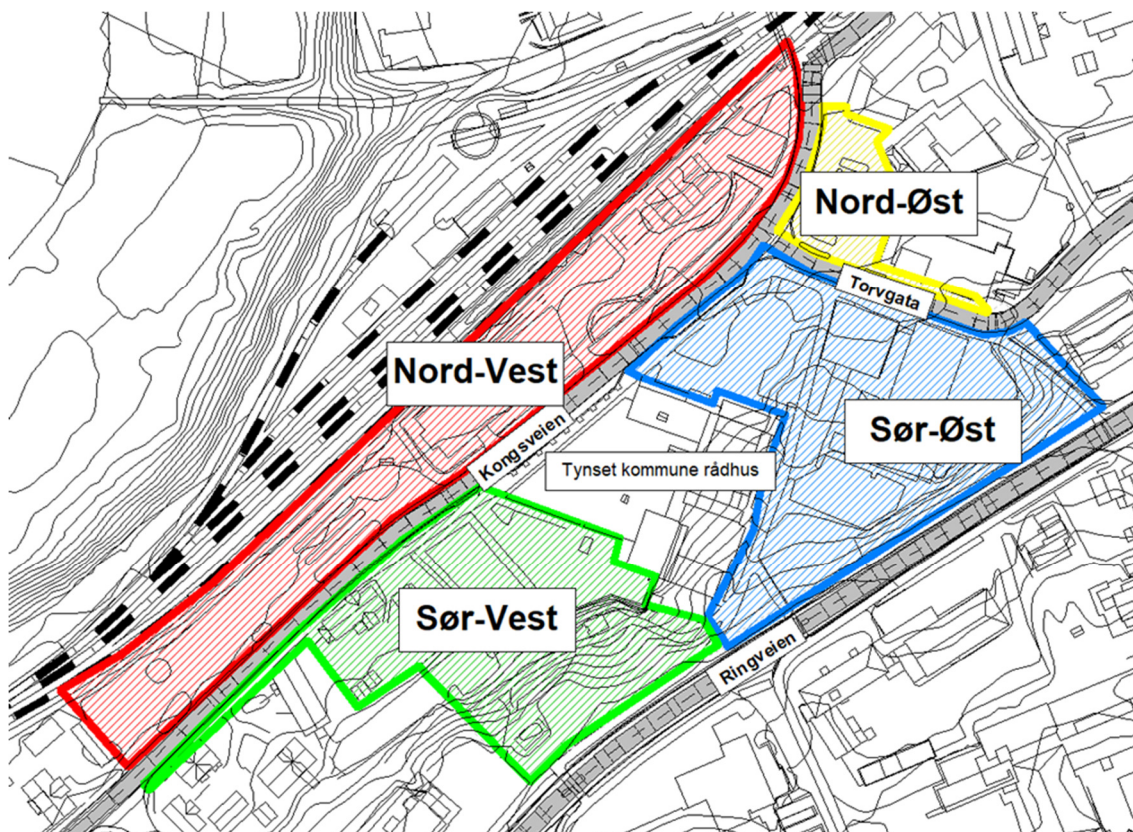 Nord-Øst
Torvgata
Nord-Vest
Sør-Øst
Kongsveien
Tynset kommune rådhus
Sør-Vest
Ringveien